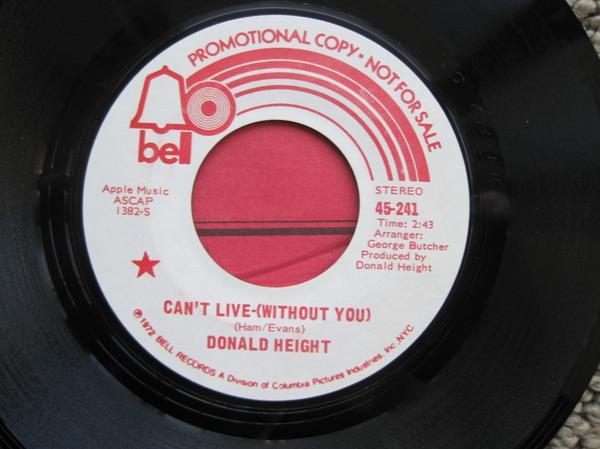 PROMOTIONAL COPY • NOT FOR SALE
bell
Apple Music
ASCAP
1382-S
STEREO
45-241
Time: 2:43
Arranger:
George Butcher
Produced by
Donald Height
CAN'T LIVE-(WITHOUT YOU)
(Ham/Evans)
DONALD HEIGHT
℗ 1972 BELL RECORDS A Division of Columbia Pictures Industries, Inc. NYC